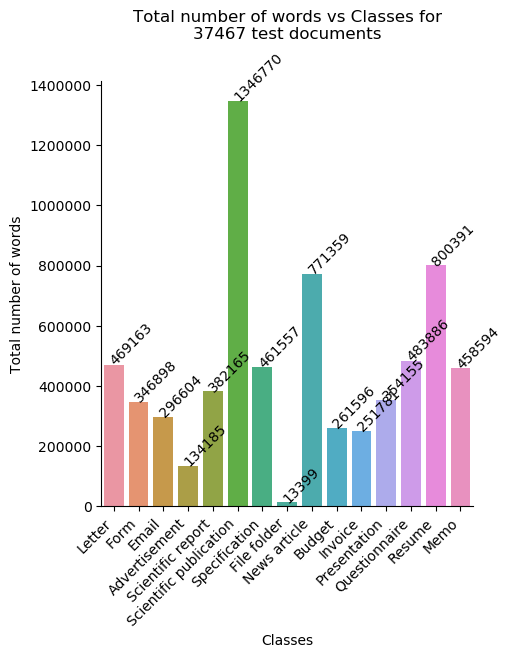 Total number of words vs Classes for
37467 test documents
Total number of words
1400000
1200000
1000000
800000
600000
400000
200000
0
469163
346898
296604
134185
382165
1346770
461557
13399
771359
261596
251781
354155
483886
800391
458594
Letter
Form
Email
Advertisement
Scientific report
Scientific publication
Specification
File folder
News article
Budget
Invoice
Presentation
Questionnaire
Resume
Memo
Classes